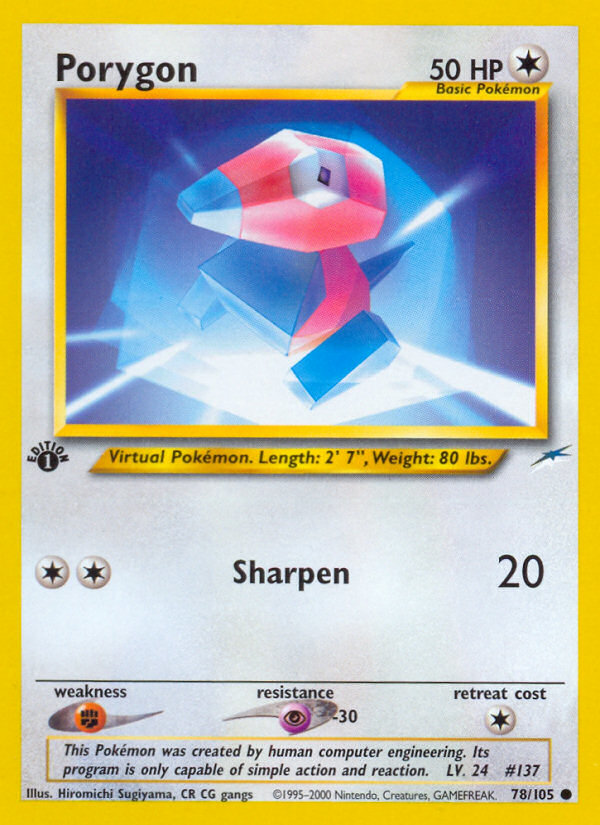 Porygon
50 HP
Basic Pokémon
EDITION
1
Virtual Pokémon. Length: 2' 7", Weight: 80 lbs.
Sharpen 20
weakness resistance retreat cost
-30
This Pokémon was created by human computer engineering. Its
program is only capable of simple action and reaction. LV. 24 #137
Illus. Hiromichi Sugiyama, CR CG gangs ©1995-2000 Nintendo, Creatures, GAMEFREAK. 78/105